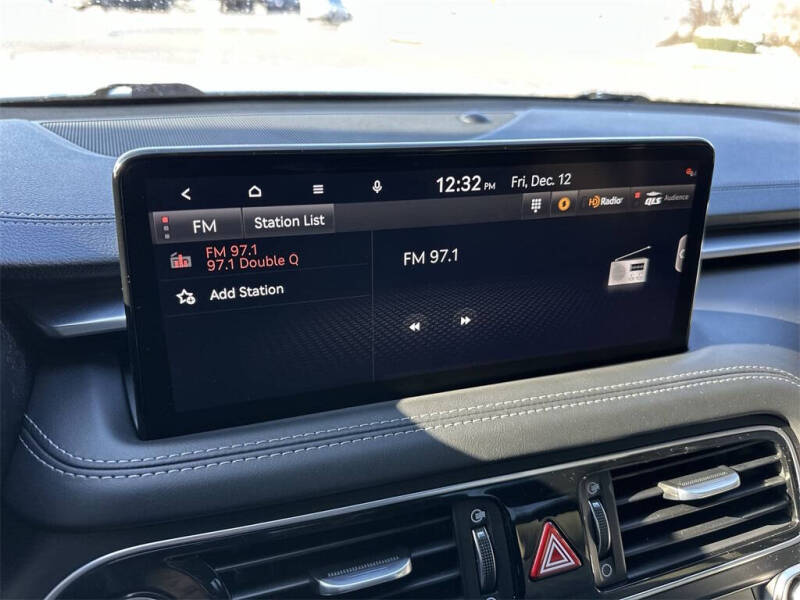 12:32 PM Fri, Dec. 12
FM Station List HD Radio QLS Audience
FM 97.1
97.1 Double Q
Add Station
FM 97.1